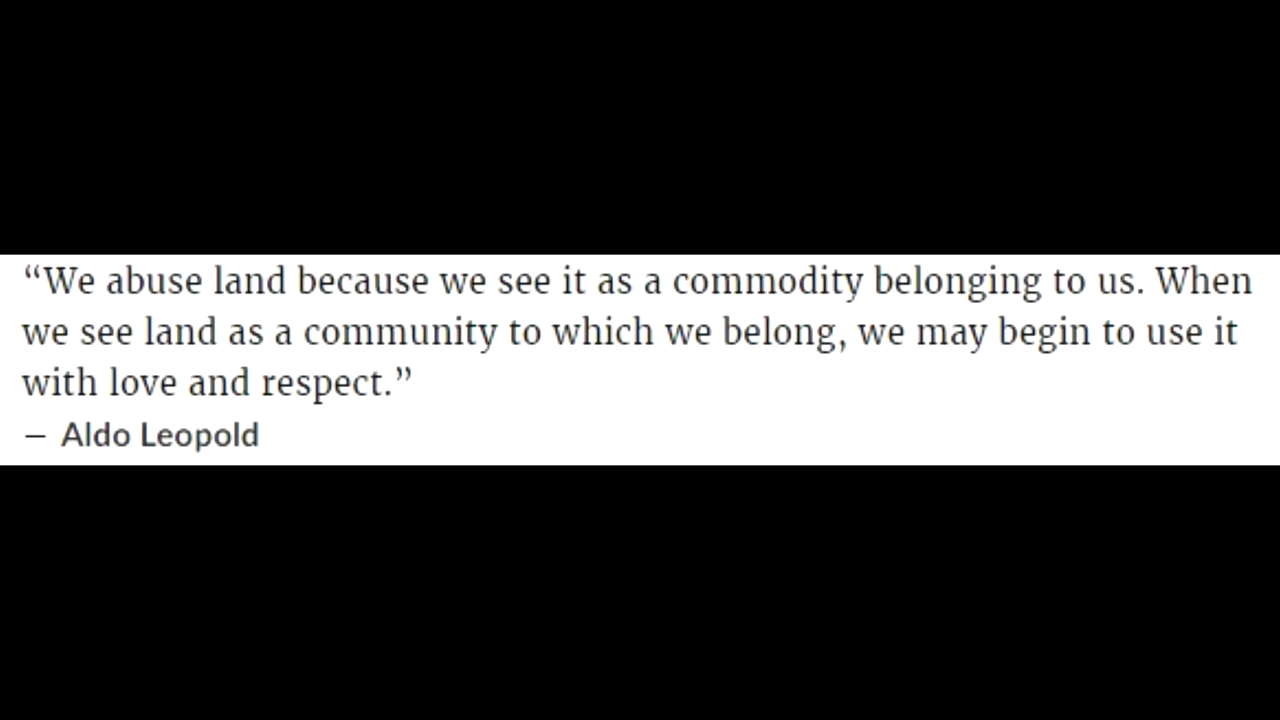 “We abuse land because we see it as a commodity belonging to us. When
we see land as a community to which we belong, we may begin to use it
with love and respect.”
― Aldo Leopold